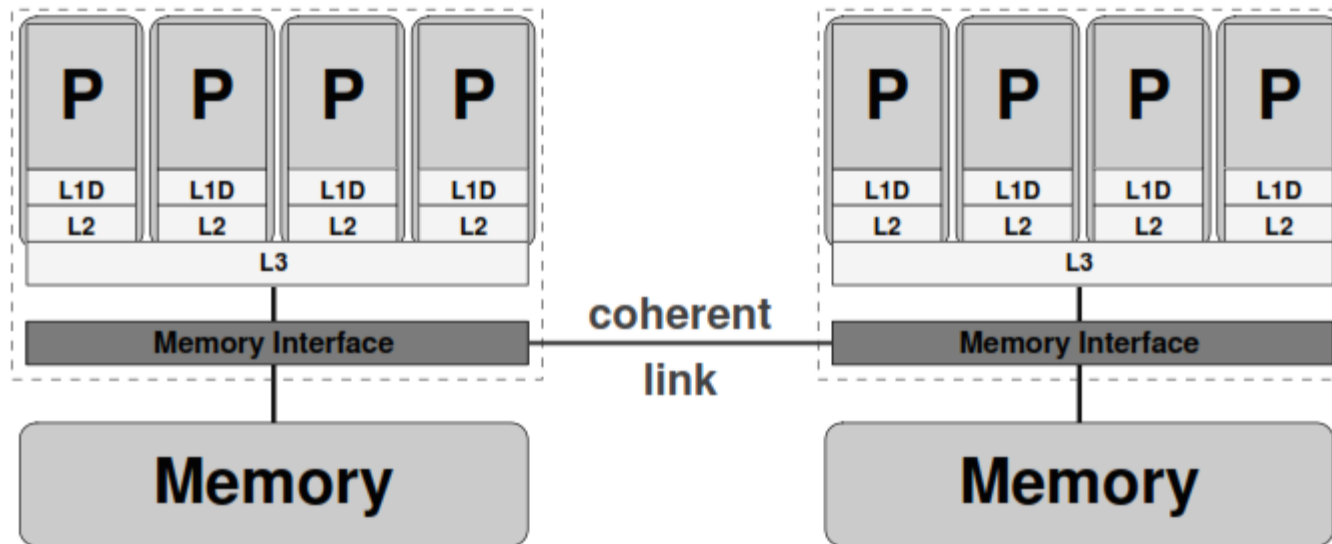 P P P P P P P P
L1D L1D L1D L1D L1D L1D L1D L1D
L2 L2 L2 L2 L2 L2 L2 L2
L3 L3
coherent
Memory Interface Memory Interface
link
Memory Memory